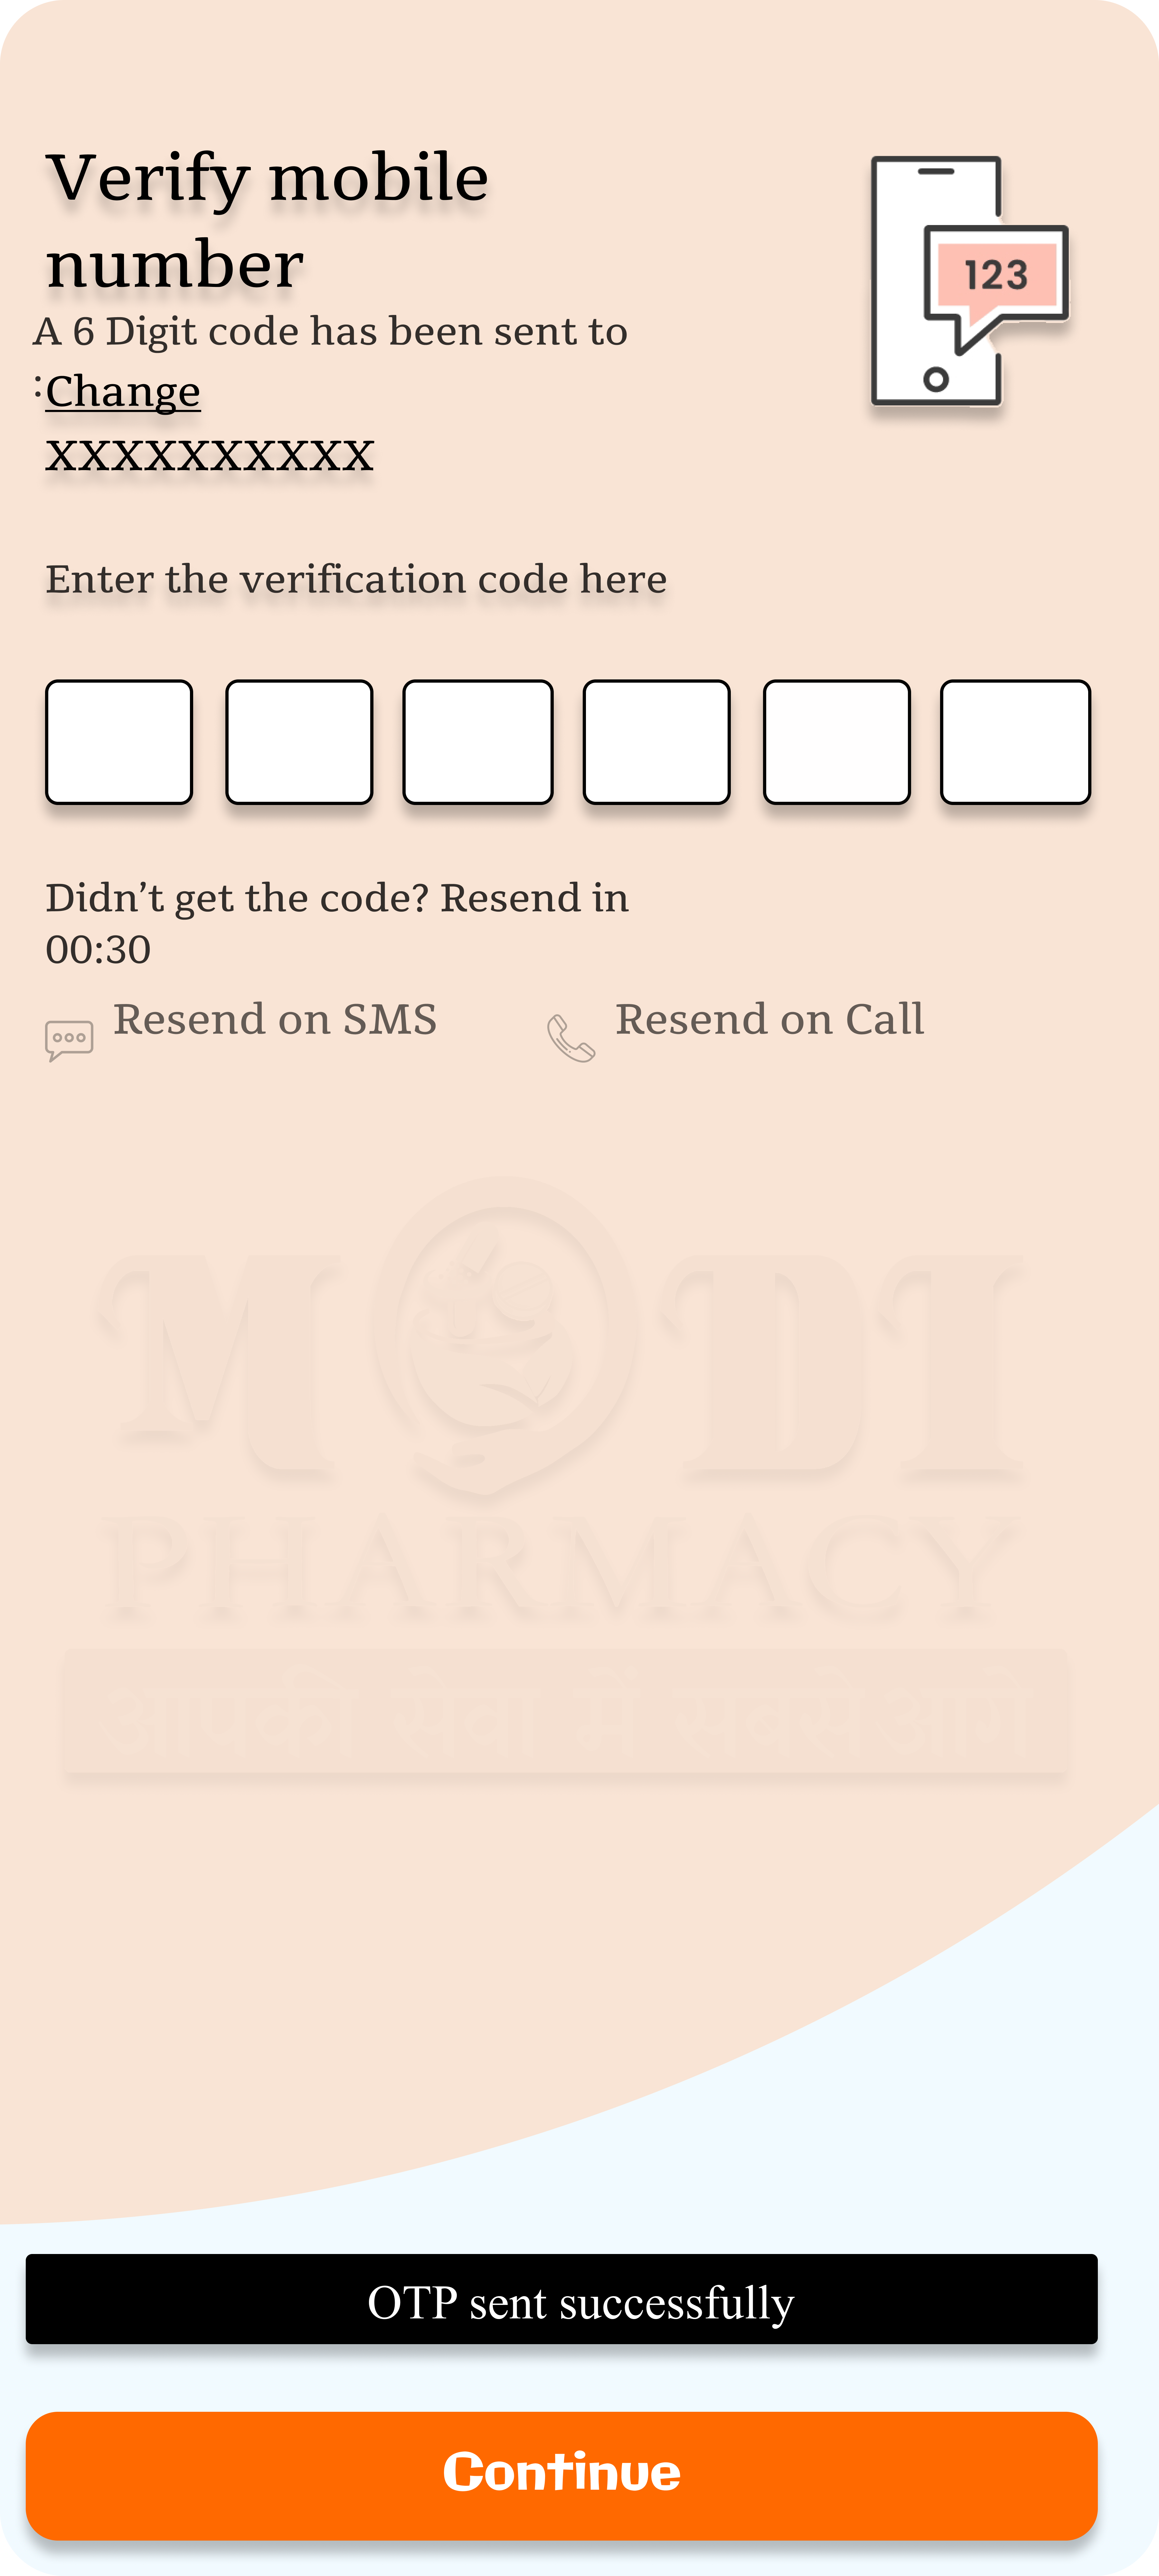 Verify mobile
number
123
A 6 Digit code has been sent to
:Change
xxxxxxxxxx
Enter the verification code here
Didn’t get the code? Resend in
00:30
Resend on SMS
Resend on Call
MODI
PHARMACY
OTP sent successfully
Continue